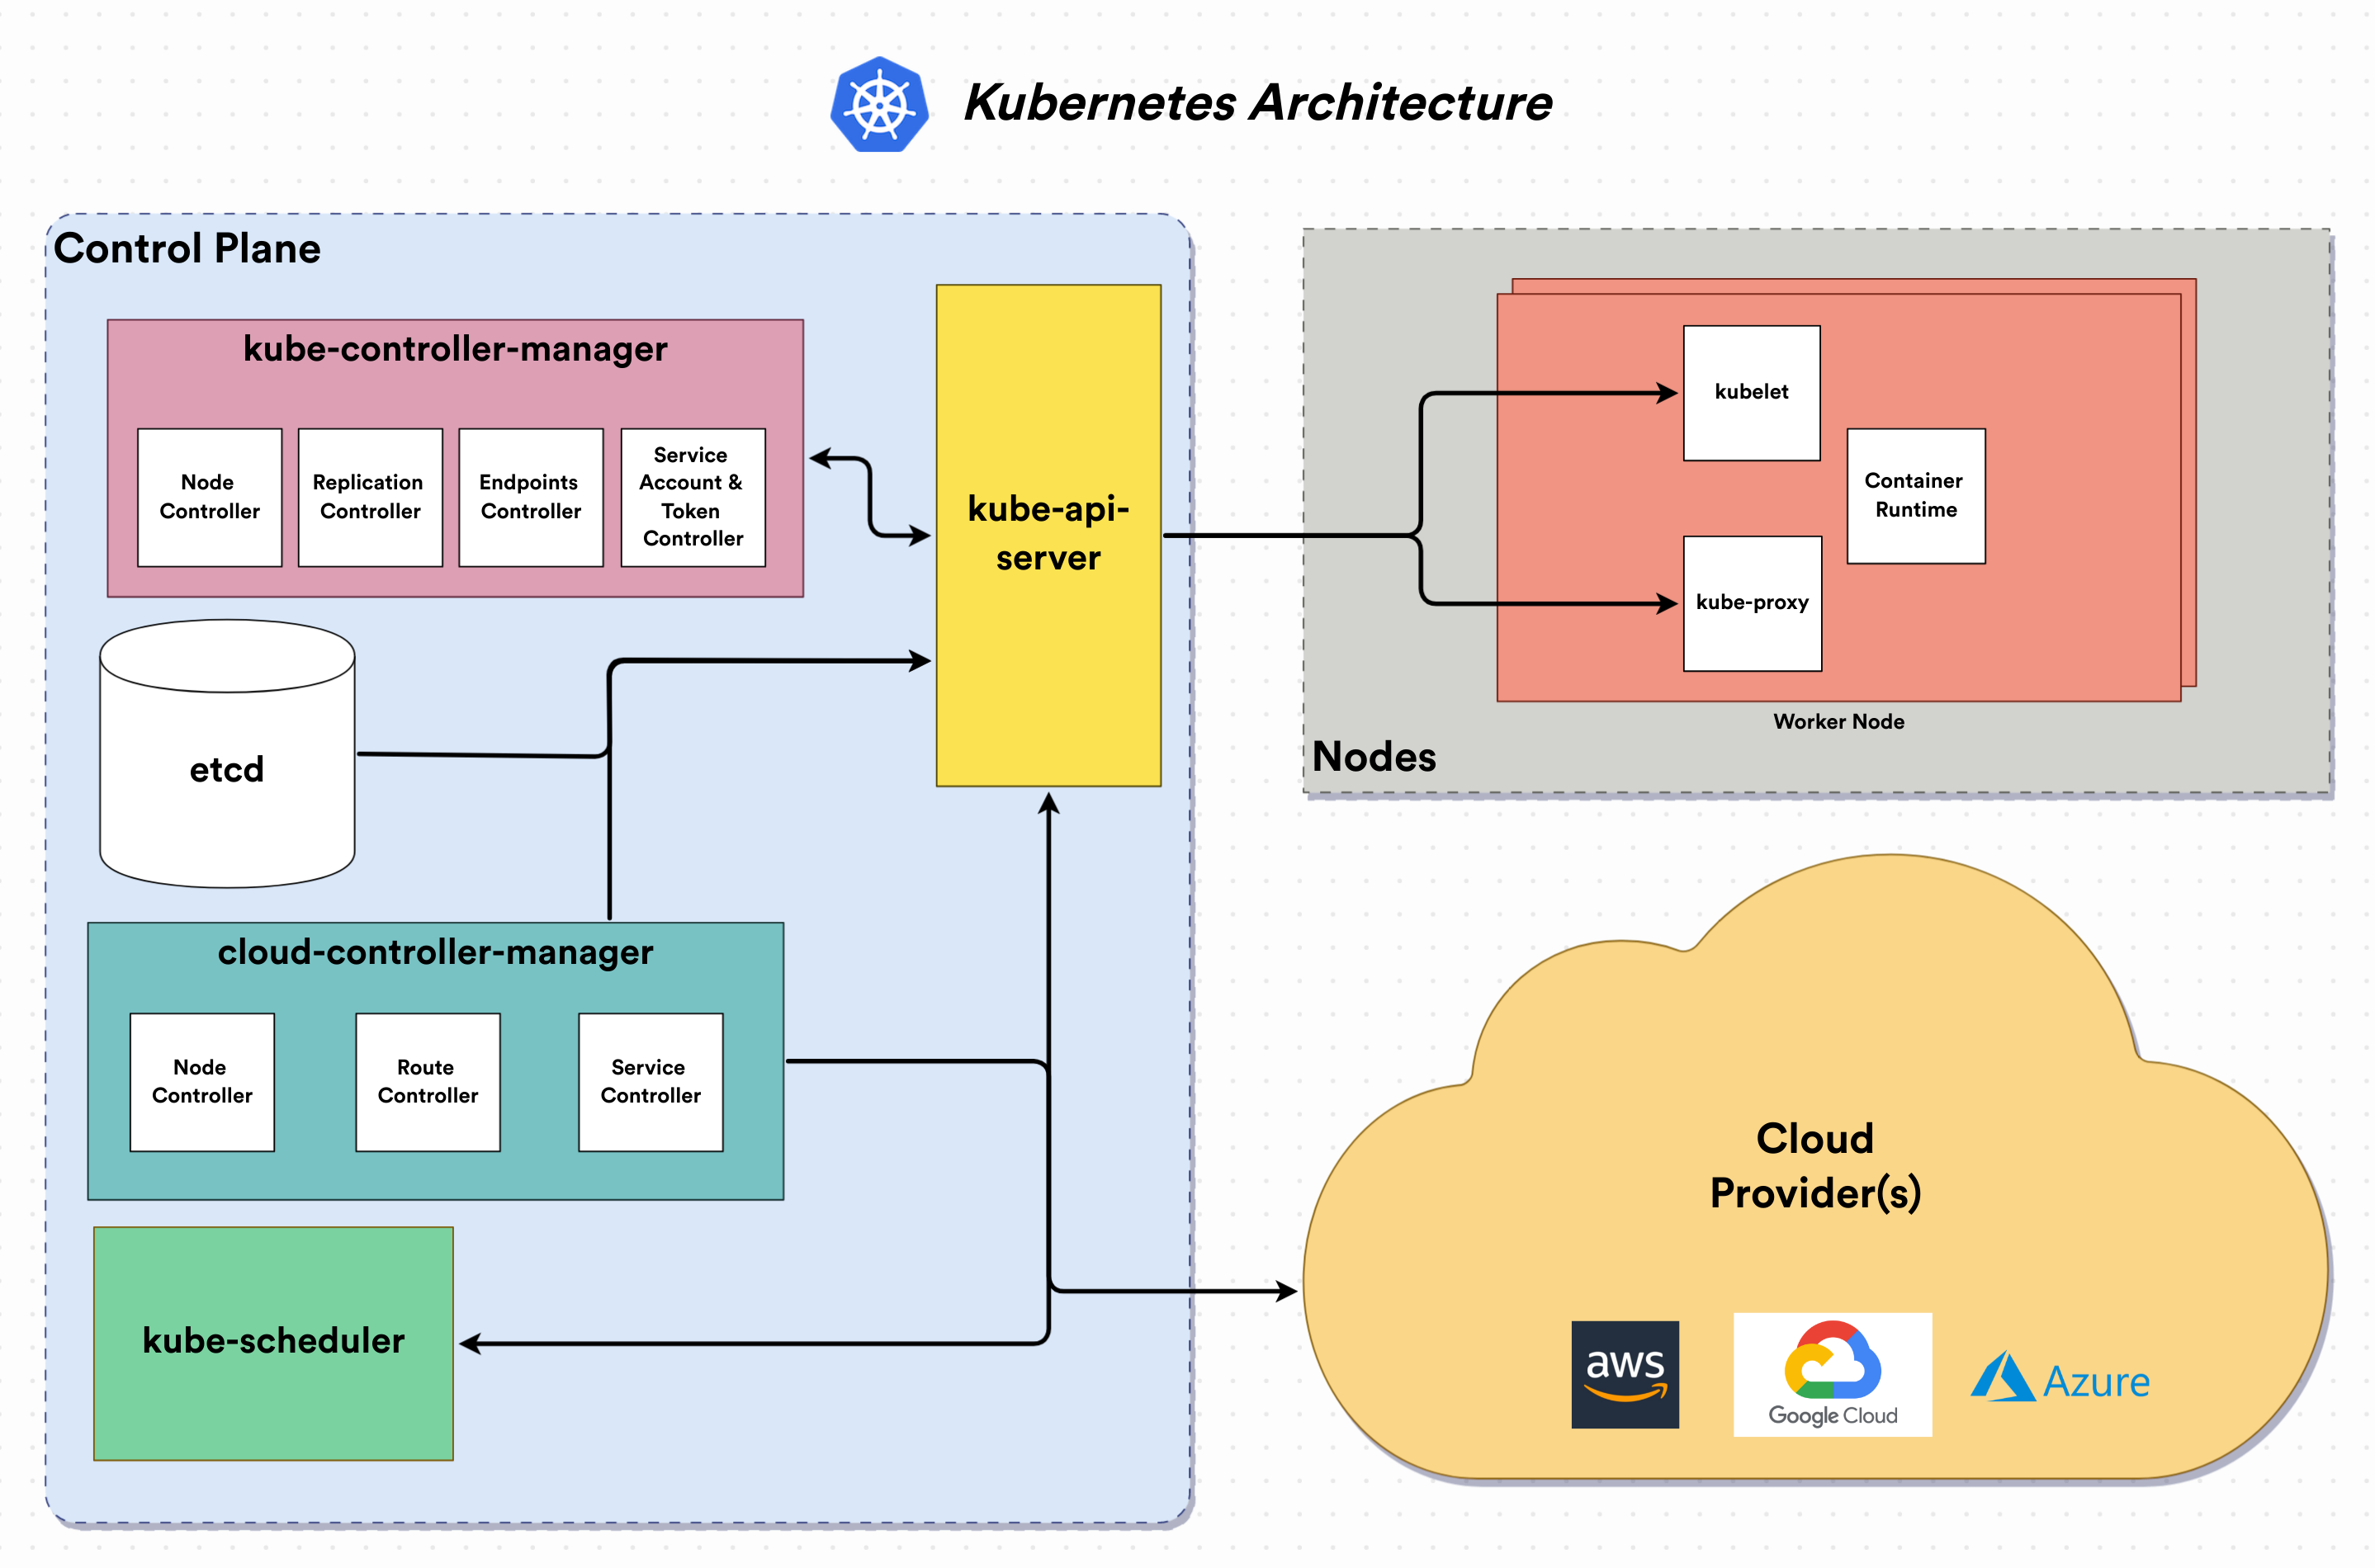 Kubernetes Architecture
Control Plane
kube-controller-manager
Node
Controller
Replication
Controller
Endpoints
Controller
Service
Account &
Token
Controller
kube-api-
server
etcd
cloud-controller-manager
Node
Controller
Route
Controller
Service
Controller
kube-scheduler
kubelet
Container
Runtime
kube-proxy
Worker Node
Nodes
Cloud
Provider(s)
aws
Google Cloud
Azure